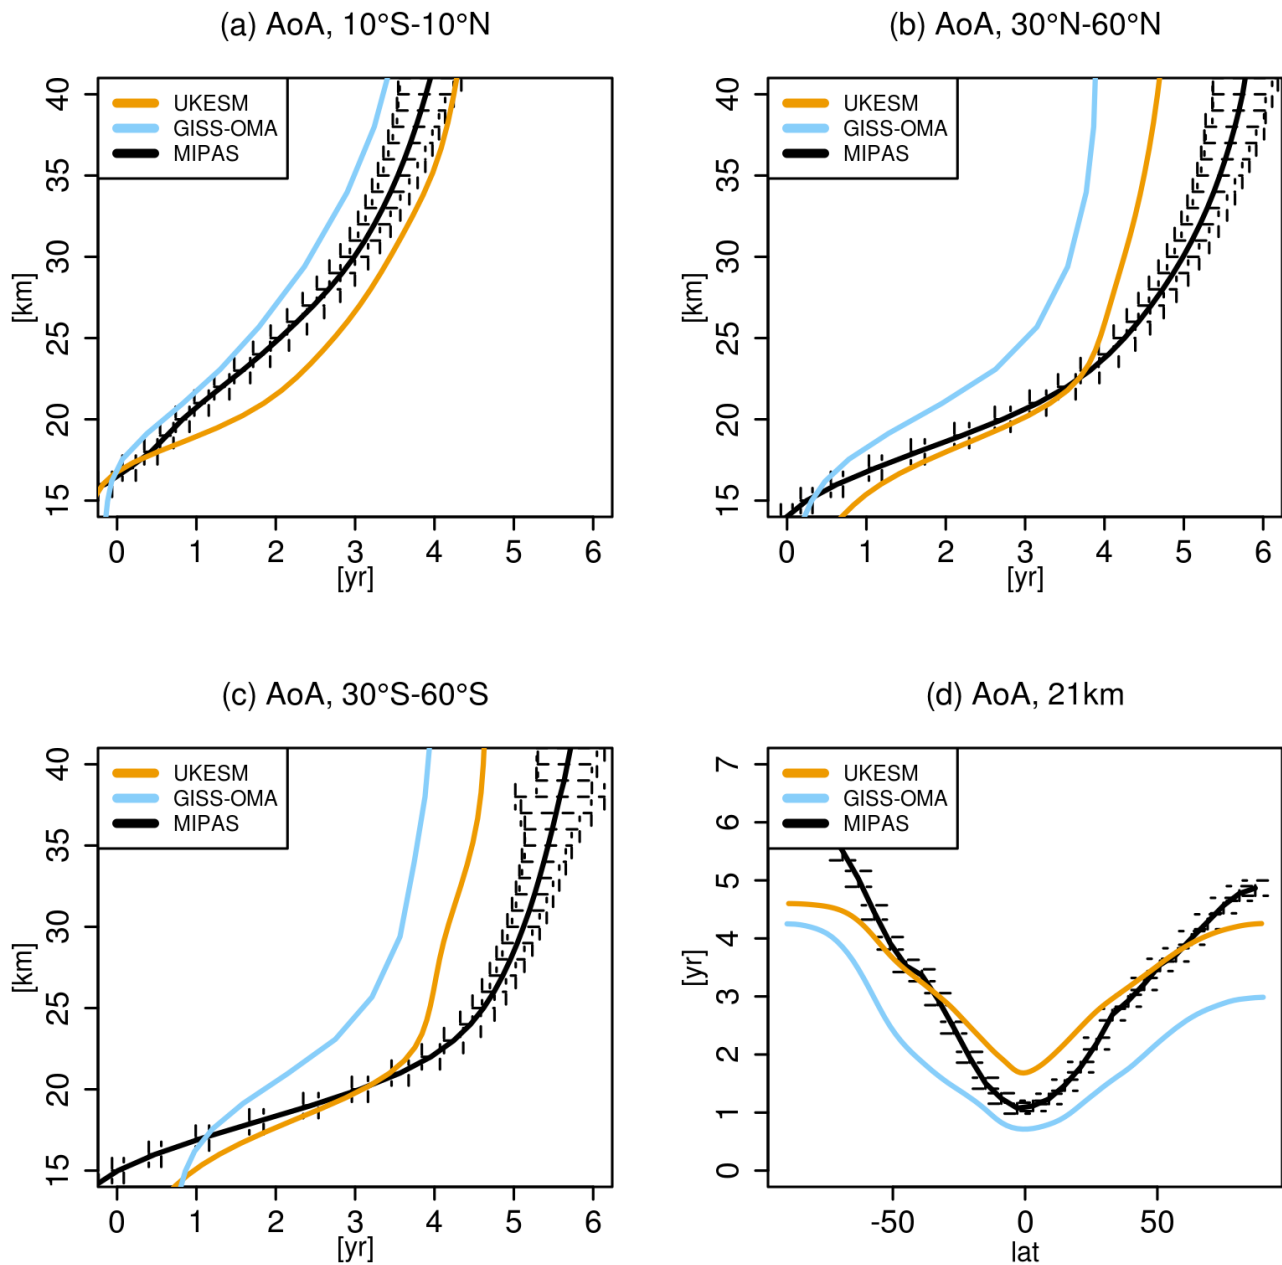 (a) AoA, 10°S-10°N
UKESM
GISS-OMA
MIPAS
40
35
30
25
20
15
[km]
0 1 2 3 4 5 6
[yr]
(b) AoA, 30°N-60°N
UKESM
GISS-OMA
MIPAS
40
35
30
25
20
15
[km]
0 1 2 3 4 5 6
[yr]
(c) AoA, 30°S-60°S
UKESM
GISS-OMA
MIPAS
40
35
30
25
20
15
[km]
0 1 2 3 4 5 6
[yr]
(d) AoA, 21km
UKESM
GISS-OMA
MIPAS
7
6
5
4
3
2
1
0
[yr]
-50 0 50
lat